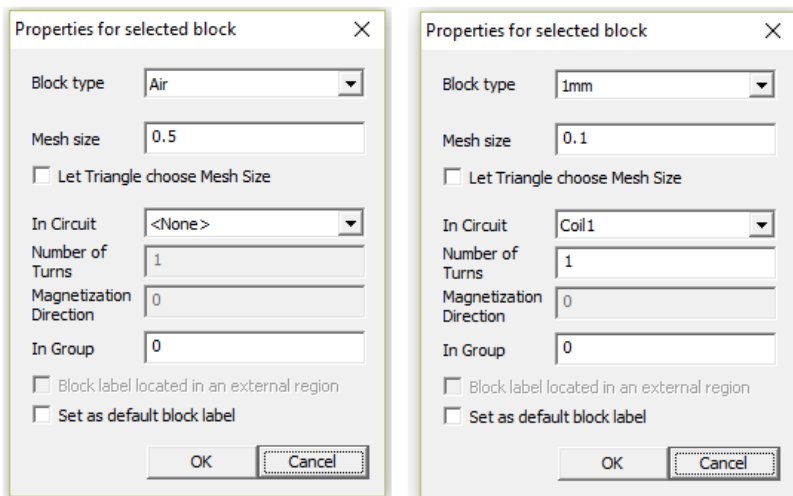 Properties for selected block
Block type Air
Mesh size 0.5
Let Triangle choose Mesh Size
In Circuit <None>
Number of
Turns 1
Magnetization
Direction 0
In Group 0
Block label located in an external region
Set as default block label
OK Cancel
Properties for selected block
Block type 1mm
Mesh size 0.1
Let Triangle choose Mesh Size
In Circuit Coil1
Number of
Turns 1
Magnetization
Direction 0
In Group 0
Block label located in an external region
Set as default block label
OK Cancel